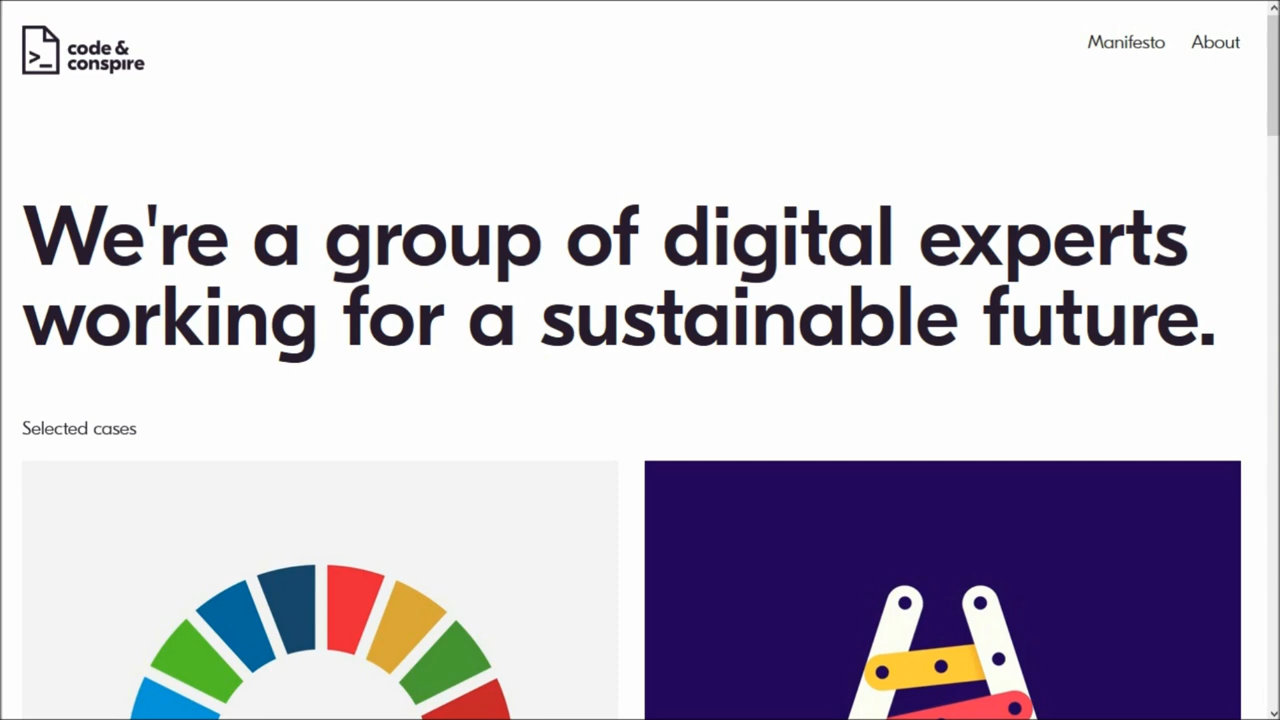 >_ code &
conspire
Manifesto About
We're a group of digital experts
working for a sustainable future.
Selected cases